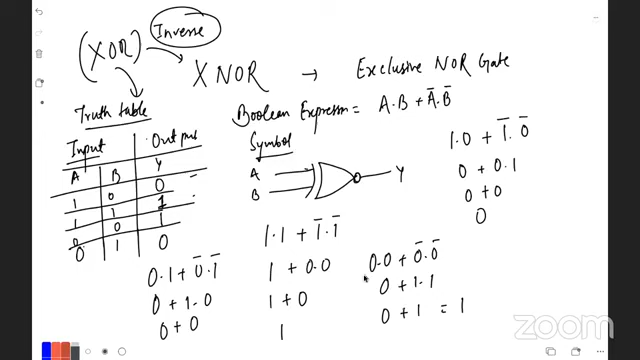 (XOR) Inverse
XNOR → Exclusive NOR Gate
Truth table
Boolean Expression = A.B + A̅.B̅
Input Output
A B Y
1 0 0
1 1 1
0 0 1
0 1 0
Symbol
A
B
Y
1.0 + 1̅.0̅
0 + 0.1
0 + 0
0
0.1 + 0̅.1̅
0 + 1.0
0 + 0
1.1 + 1̅.1̅
1 + 0.0
1 + 0
1
0.0 + 0̅.0̅
0 + 1.1
0 + 1 = 1
zoom